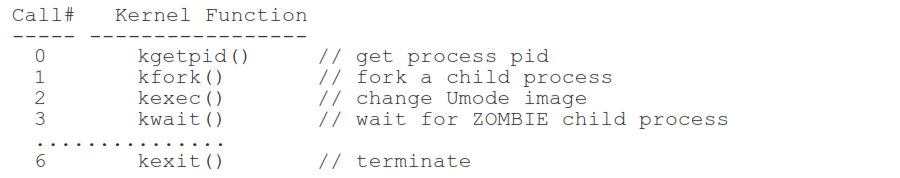 Call#   Kernel Function
----- -----------------
  0       kgetpid()     // get process pid
  1       kfork()       // fork a child process
  2       kexec()       // change Umode image
  3       kwait()       // wait for ZOMBIE child process
  ...............
  6       kexit()       // terminate